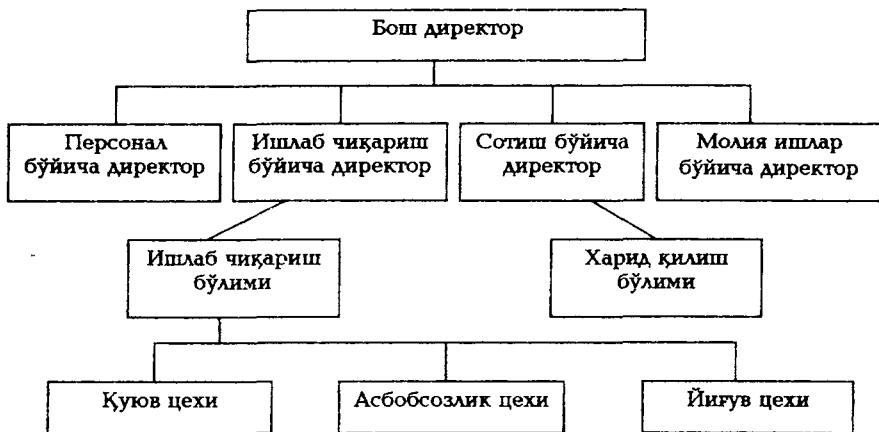 Бош директор
Персонал
бўйича директор
Ишлаб чиқариш
бўйича директор
Сотиш бўйича
директор
Молия ишлар
бўйича директор
Ишлаб чиқариш
бўлими
Харид қилиш
бўлими
Қуюв цехи
Асбобсозлик цехи
Йиғув цехи